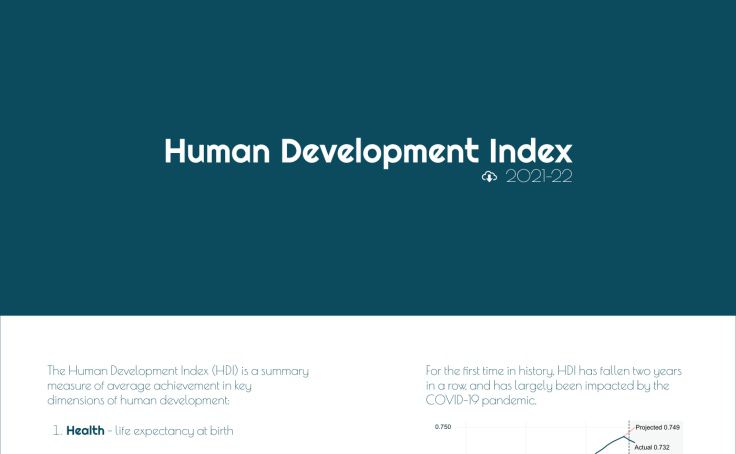 Human Development Index
2021-22
The Human Development Index (HDI) is a summary
measure of average achievement in key
dimensions of human development:
1. Health - life expectancy at birth
For the first time in history, HDI has fallen two years
in a row, and has largely been impacted by the
COVID-19 pandemic.
0.750
Projected 0.749
Actual 0.732